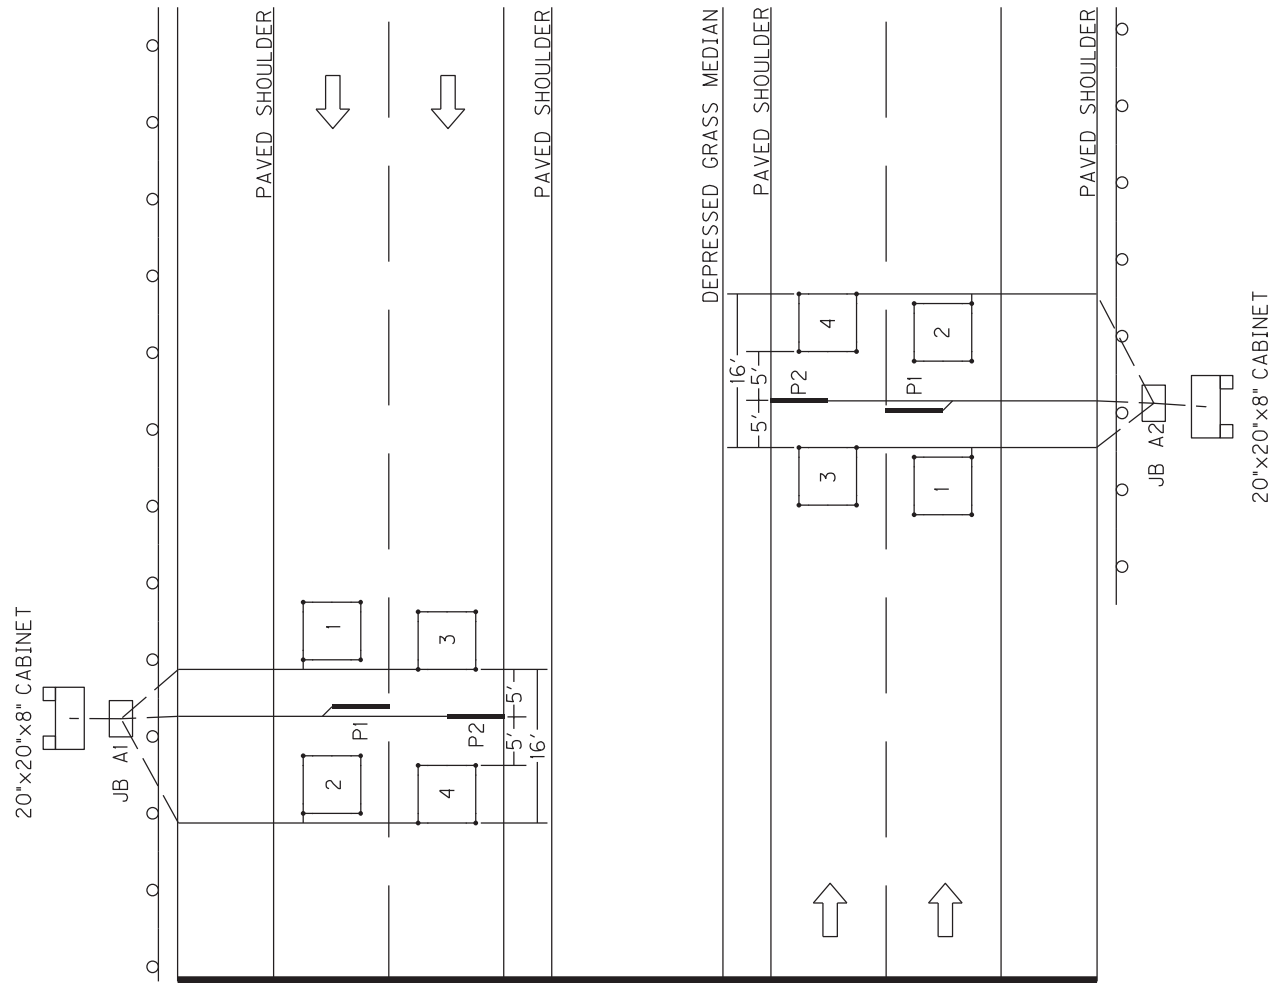 PAVED SHOULDER
PAVED SHOULDER
DEPRESSED GRASS MEDIAN
PAVED SHOULDER
PAVED SHOULDER
4
2
16'
5'
P2
P1
5'
3
1
JB A2
1
20"x20"x8" CABINET
20"x20"x8" CABINET
1
JB A1
1
3
P1
P2
5'
5'
16'
2
4